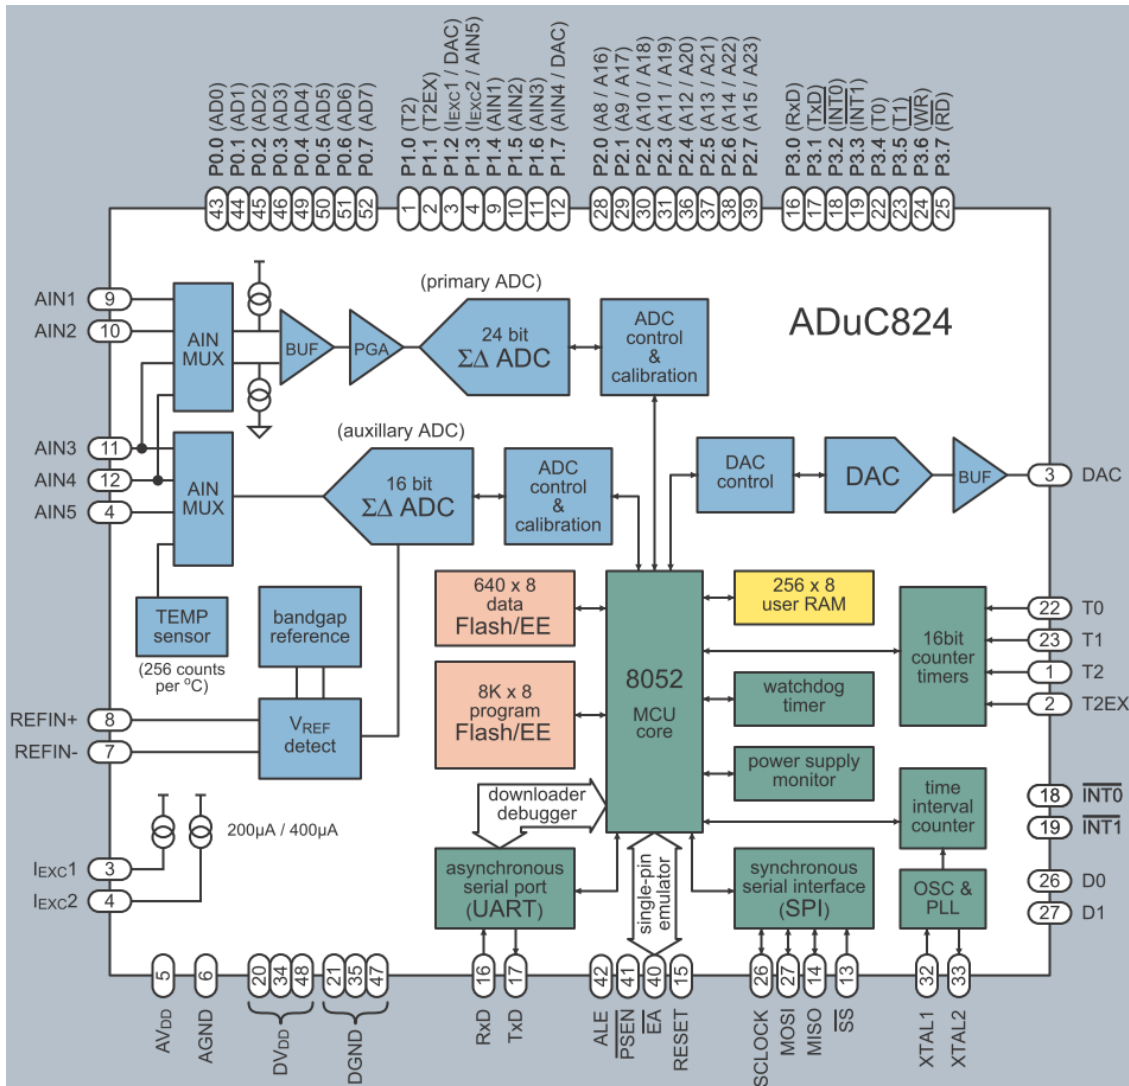 P0.0 (AD0)
P0.1 (AD1)
P0.2 (AD2)
P0.3 (AD3)
P0.4 (AD4)
P0.5 (AD5)
P0.6 (AD6)
P0.7 (AD7)
P1.0 (T2)
P1.1 (T2EX)
P1.2 (IEXC1 / DAC)
P1.3 (IEXC2 / AIN5)
P1.4 (AIN1)
P1.5 (AIN2)
P1.6 (AIN3)
P1.7 (AIN4 / DAC)
P2.0 (A8 / A16)
P2.1 (A9 / A17)
P2.2 (A10 / A18)
P2.3 (A11 / A19)
P2.4 (A12 / A20)
P2.5 (A13 / A21)
P2.6 (A14 / A22)
P2.7 (A15 / A23)
P3.0 (RxD)
P3.1 (TxD)
P3.2 (INT0)
P3.3 (INT1)
P3.4 (T0)
P3.5 (T1)
P3.6 (WR)
P3.7 (RD)
43
44
45
46
49
50
51
52
1
2
3
4
9
10
11
12
28
29
30
31
36
37
38
39
16
17
18
19
22
23
24
25
ADuC824
AIN1 9
AIN2 10
AIN3 11
AIN4 12
AIN5 4
AIN
MUX
BUF
PGA
(primary ADC)
24 bit
ΣΔ ADC
ADC
control
&
calibration
AIN
MUX
(auxillary ADC)
16 bit
ΣΔ ADC
ADC
control
&
calibration
DAC
control
DAC
BUF
3 DAC
TEMP
sensor
(256 counts
per °C)
bandgap
reference
VREF
detect
REFIN+ 8
REFIN- 7
640 x 8
data
Flash/EE
8K x 8
program
Flash/EE
8052
MCU
core
256 x 8
user RAM
watchdog
timer
power supply
monitor
16bit
counter
timers
22 T0
23 T1
1 T2
2 T2EX
time
interval
counter
18 INT0
19 INT1
26 D0
27 D1
200µA / 400µA
IEXC1 3
IEXC2 4
downloader
debugger
asynchronous
serial port
(UART)
single-pin
emulator
synchronous
serial interface
(SPI)
OSC &
PLL
5
6
20
34
48
21
35
47
16
17
42
41
40
15
26
27
14
13
32
33
AVDD
AGND
DVDD
DGND
RxD
TxD
ALE
PSEN
EA
RESET
SCLOCK
MOSI
MISO
SS
XTAL1
XTAL2